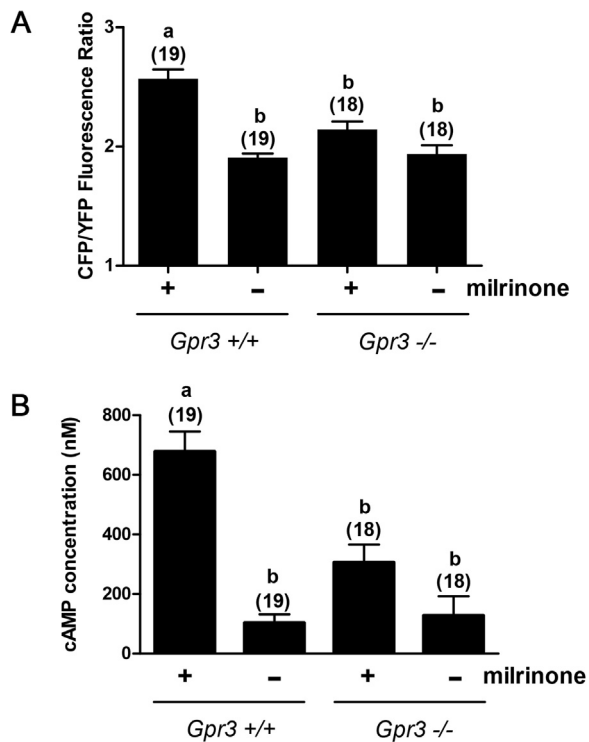 A
CFP/YFP Fluorescence Ratio
3
2
1
a
(19)
b
(19)
b
(18)
b
(18)
+ - + - milrinone
Gpr3 +/+ Gpr3 -/-
B
cAMP concentration (nM)
800
600
400
200
0
a
(19)
b
(19)
b
(18)
b
(18)
+ - + - milrinone
Gpr3 +/+ Gpr3 -/-